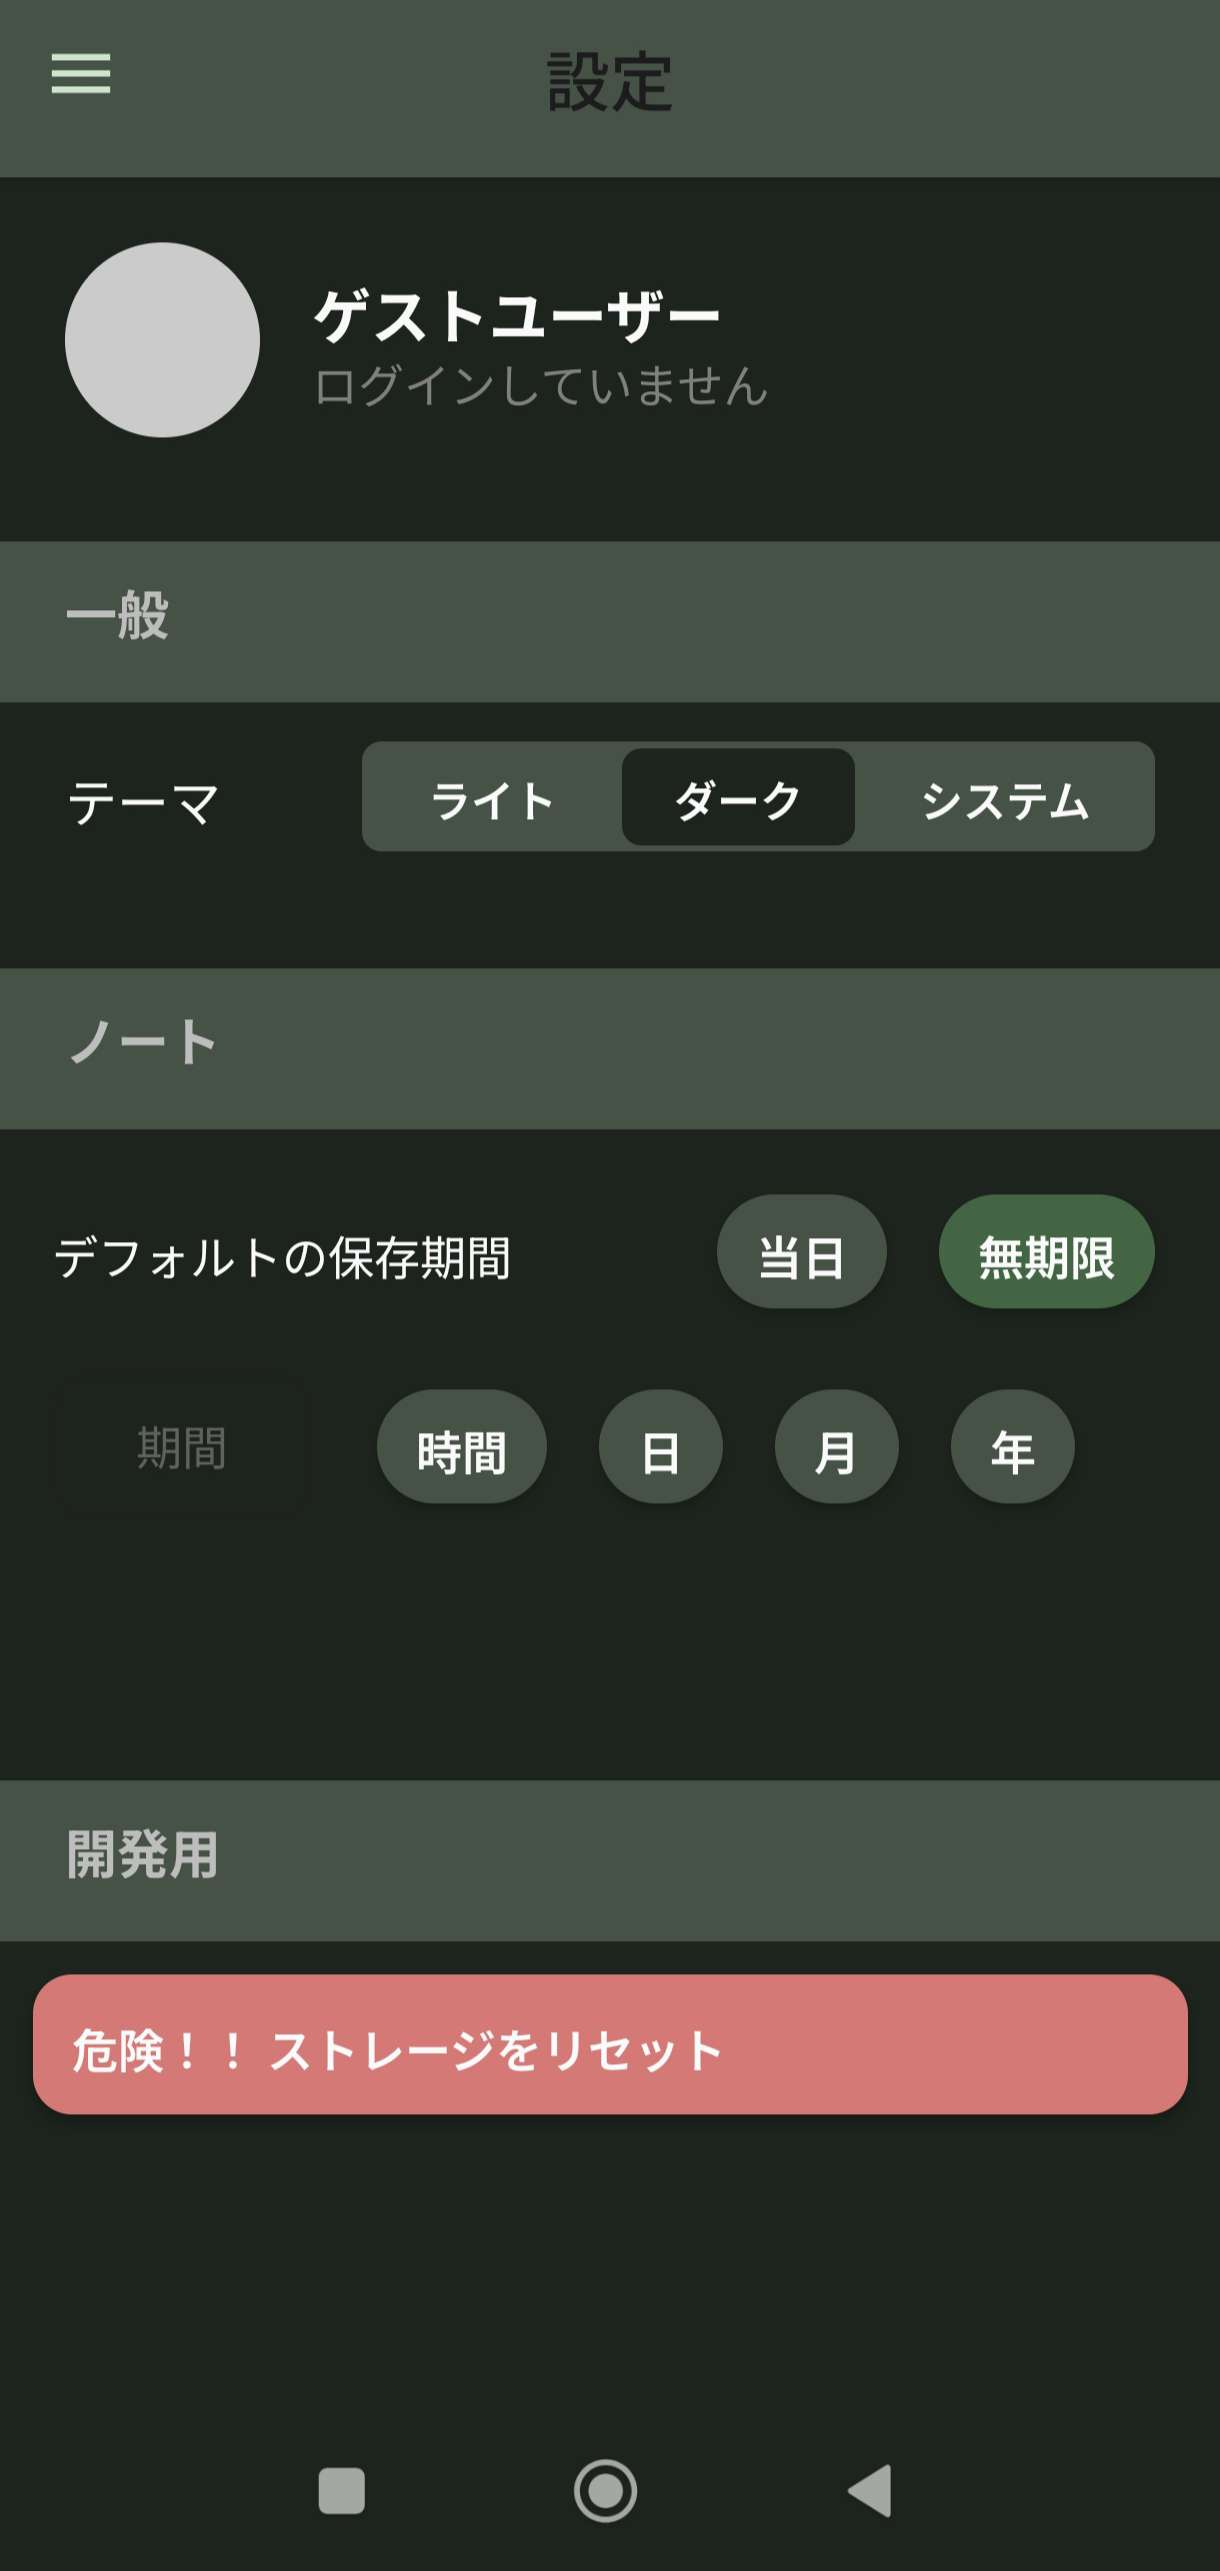 設定
ゲストユーザー
ログインしていません
一般
テーマ ライト ダーク システム
ノート
デフォルトの保存期間 当日 無期限
期間 時間 日 月 年
開発用
危険！！ ストレージをリセット